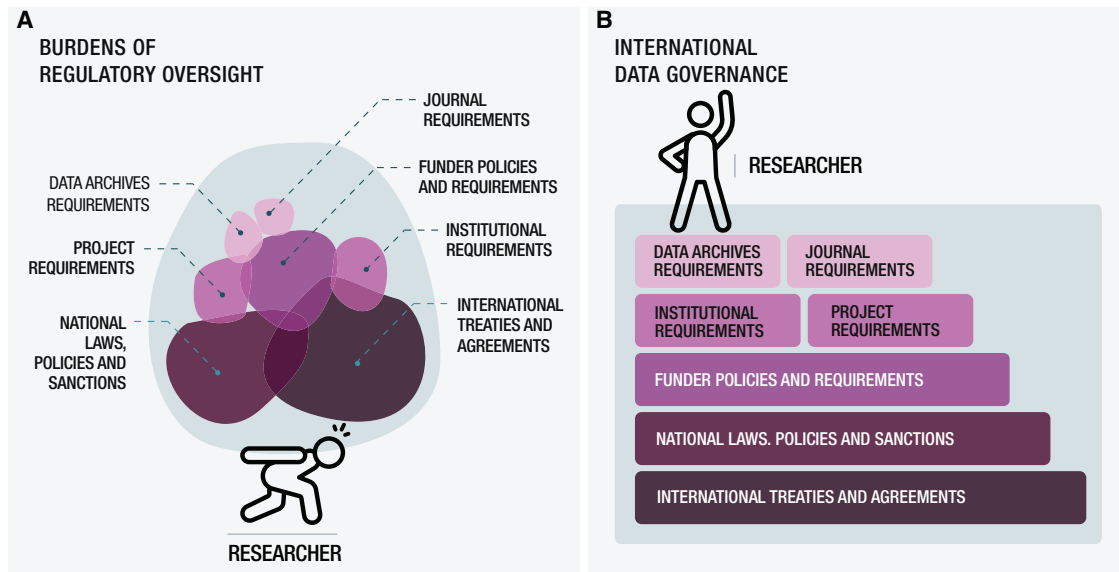 A
BURDENS OF
REGULATORY OVERSIGHT
JOURNAL
REQUIREMENTS
FUNDER POLICIES
AND REQUIREMENTS
DATA ARCHIVES
REQUIREMENTS
INSTITUTIONAL
REQUIREMENTS
PROJECT
REQUIREMENTS
INTERNATIONAL
TREATIES AND
AGREEMENTS
NATIONAL
LAWS,
POLICIES AND
SANCTIONS
RESEARCHER
B
INTERNATIONAL
DATA GOVERNANCE
RESEARCHER
DATA ARCHIVES
REQUIREMENTS
JOURNAL
REQUIREMENTS
INSTITUTIONAL
REQUIREMENTS
PROJECT
REQUIREMENTS
FUNDER POLICIES AND REQUIREMENTS
NATIONAL LAWS. POLICIES AND SANCTIONS
INTERNATIONAL TREATIES AND AGREEMENTS